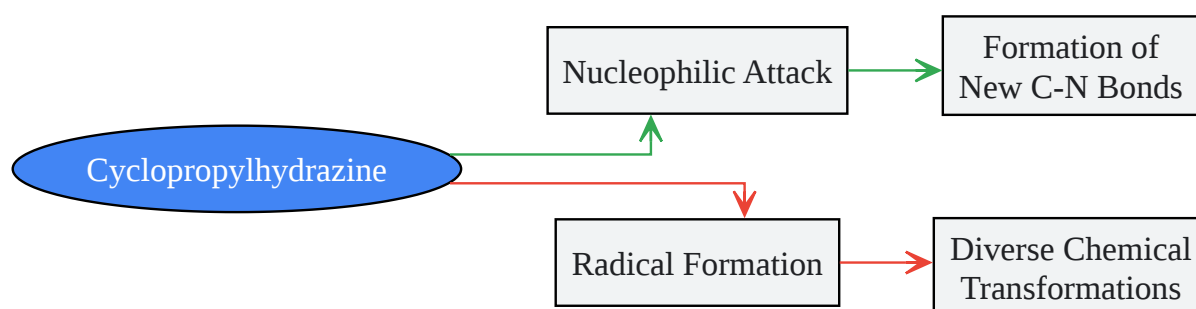 Formation of
New C-N Bonds
Nucleophilic Attack
Cyclopropylhydrazine
Radical Formation
Diverse Chemical
Transformations